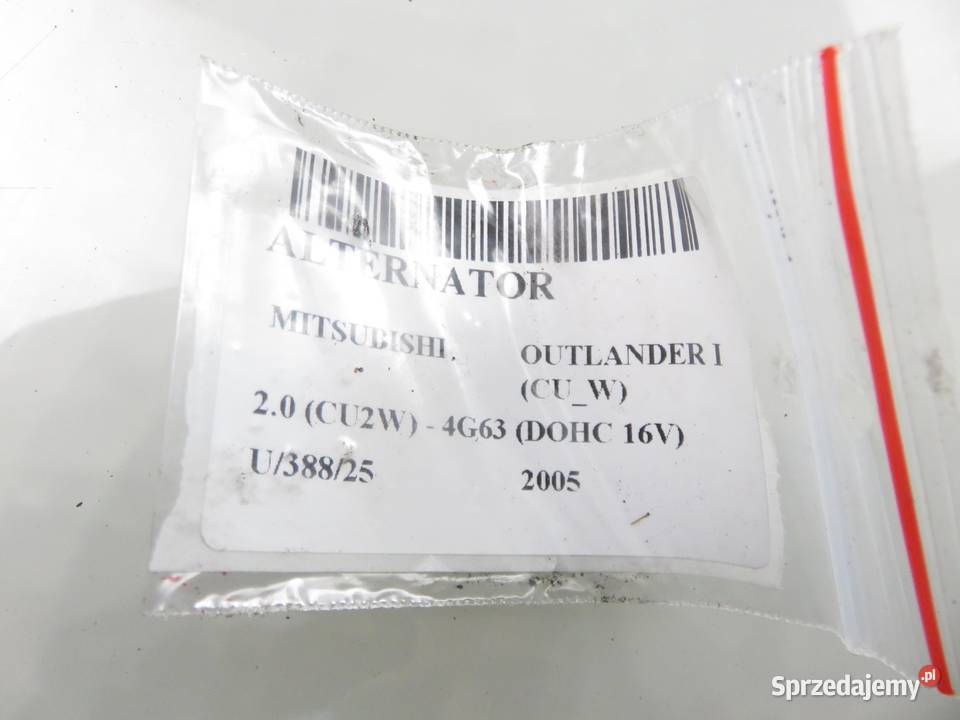 ALTERNATOR
MITSUBISHI OUTLANDER I
(CU_W)
2.0 (CU2W) - 4G63 (DOHC 16V)
U/388/25 2005
Sprzedajemy.pl